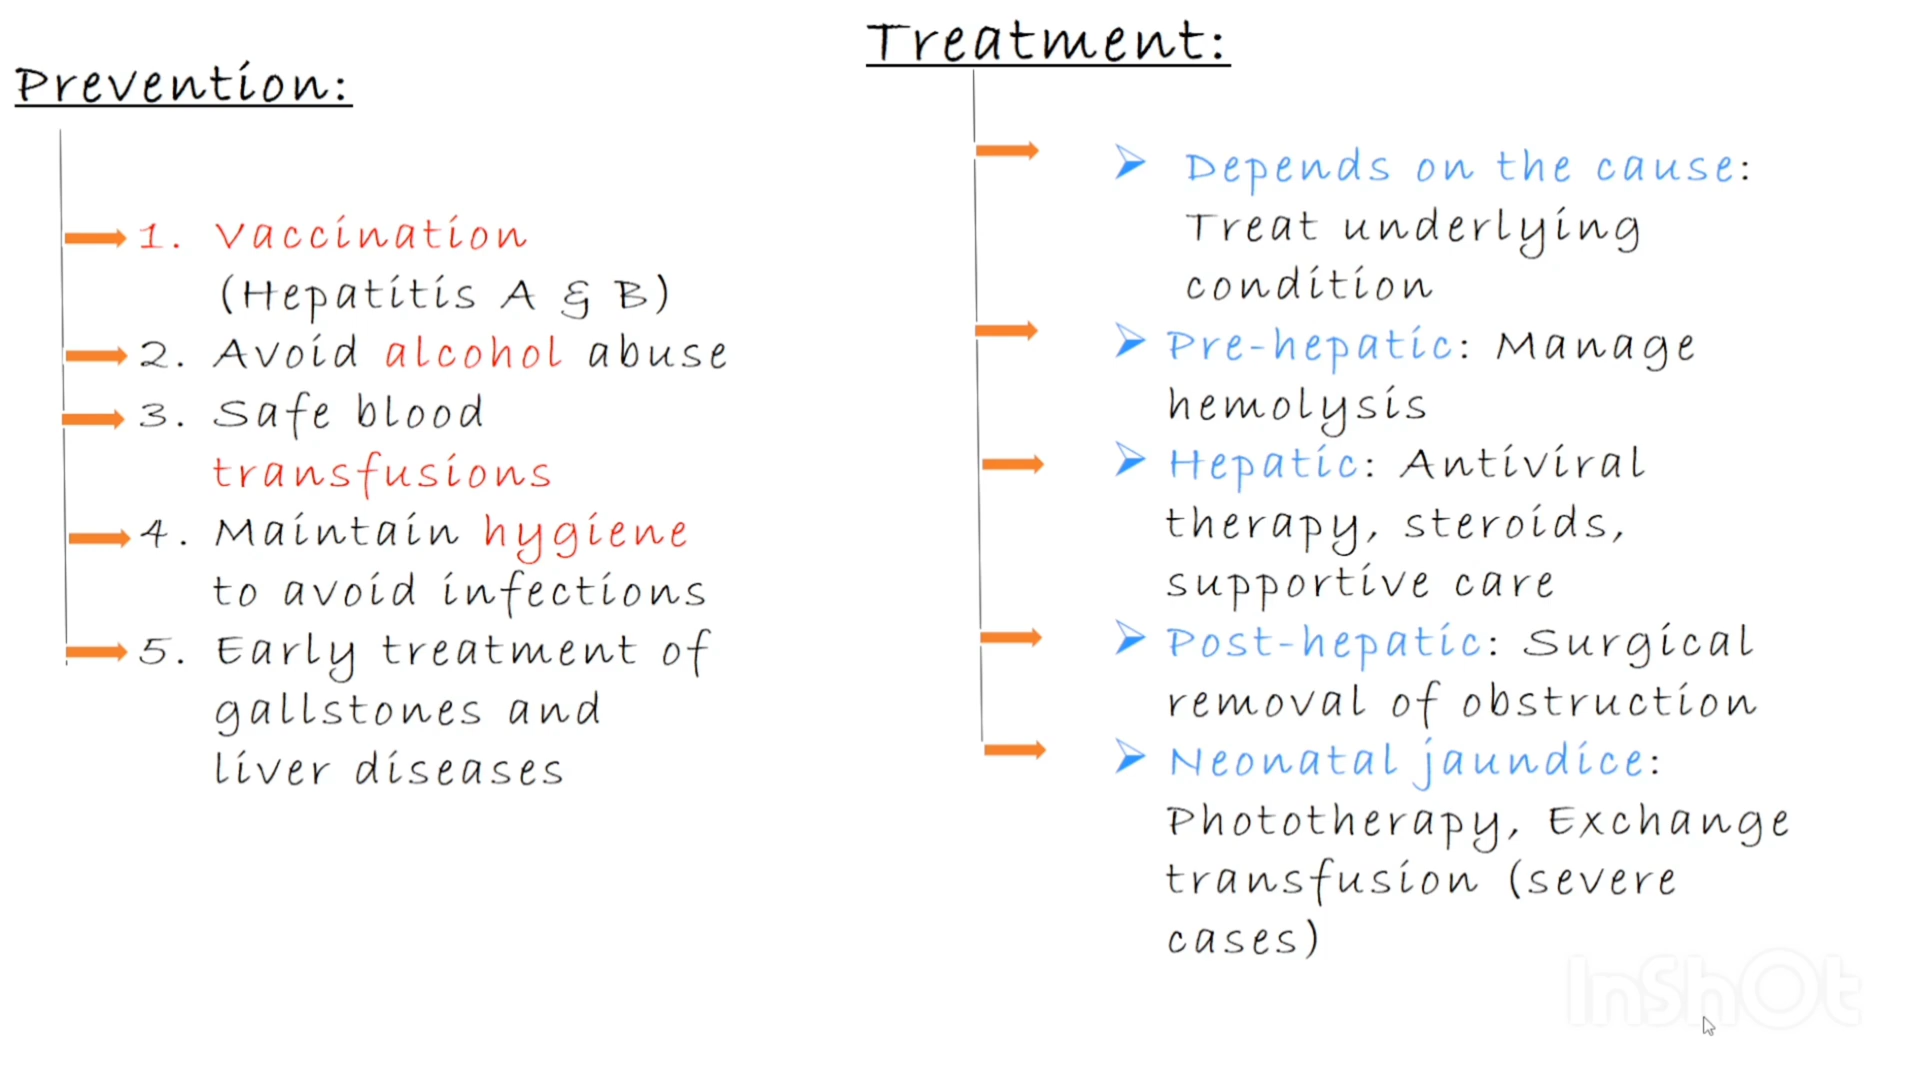 Prevention:
1. Vaccination
(Hepatitis A & B)
2. Avoid alcohol abuse
3. Safe blood
transfusions
4. Maintain hygiene
to avoid infections
5. Early treatment of
gallstones and
liver diseases
Treatment:
Depends on the cause:
Treat underlying
condition
Pre-hepatic: Manage
hemolysis
Hepatic: Antiviral
therapy, steroids,
supportive care
Post-hepatic: Surgical
removal of obstruction
Neonatal jaundice:
Phototherapy, Exchange
transfusion (severe
cases)
InShOt